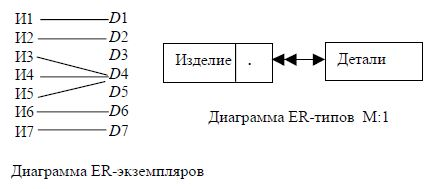 И1 D1
И2 D2
И3 D3
И4 D4
И5 D5
И6 D6
И7 D7
Изделие . Детали
Диаграмма ER-типов М:1
Диаграмма ER-экземпляров